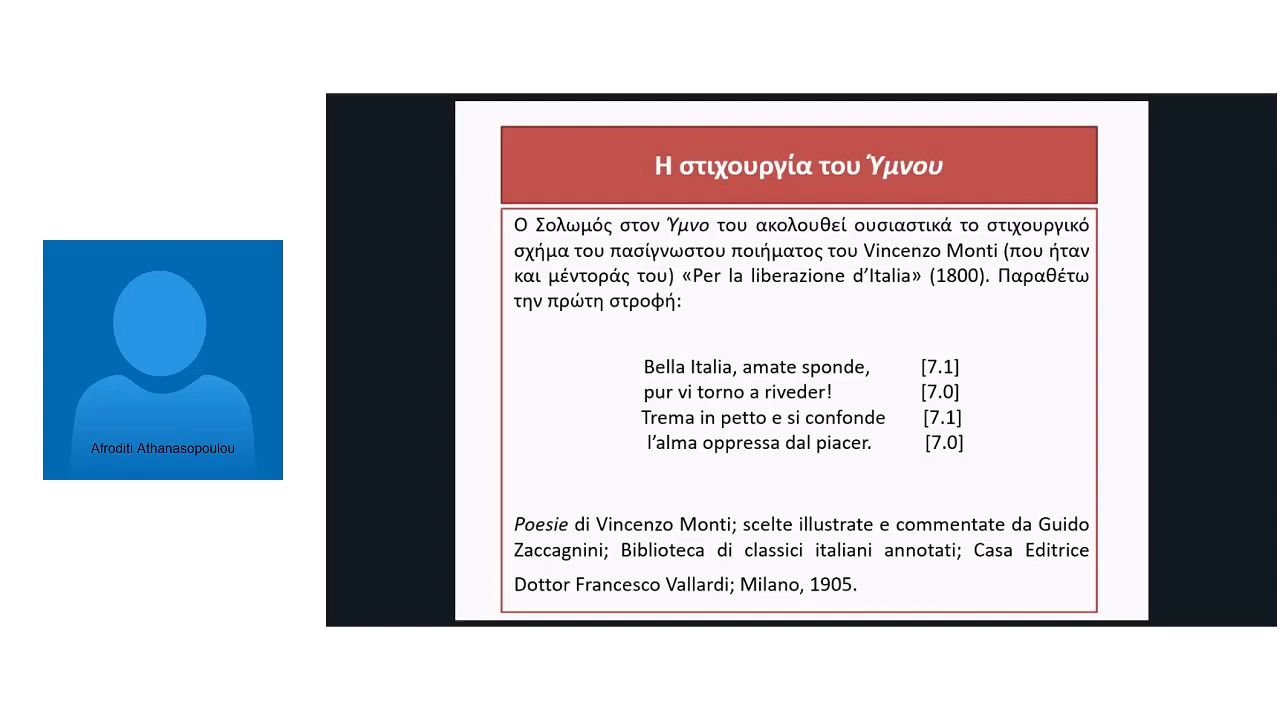 Afroditi Athanasopoulou
Η στιχουργία του Ὕμνου
Ο Σολωμός στον Ὕμνο του ακολουθεί ουσιαστικά το στιχουργικό
σχήμα του πασίγνωστου ποιήματος του Vincenzo Monti (που ήταν
και μέντοράς του) «Per la liberazione d’Italia» (1800). Παραθέτω
την πρώτη στροφή:
Bella Italia, amate sponde, [7.1]
pur vi torno a riveder! [7.0]
Trema in petto e si confonde [7.1]
l’alma oppressa dal piacer. [7.0]
Poesie di Vincenzo Monti; scelte illustrate e commentate da Guido
Zaccagnini; Biblioteca di classici italiani annotati; Casa Editrice
Dottor Francesco Vallardi; Milano, 1905.